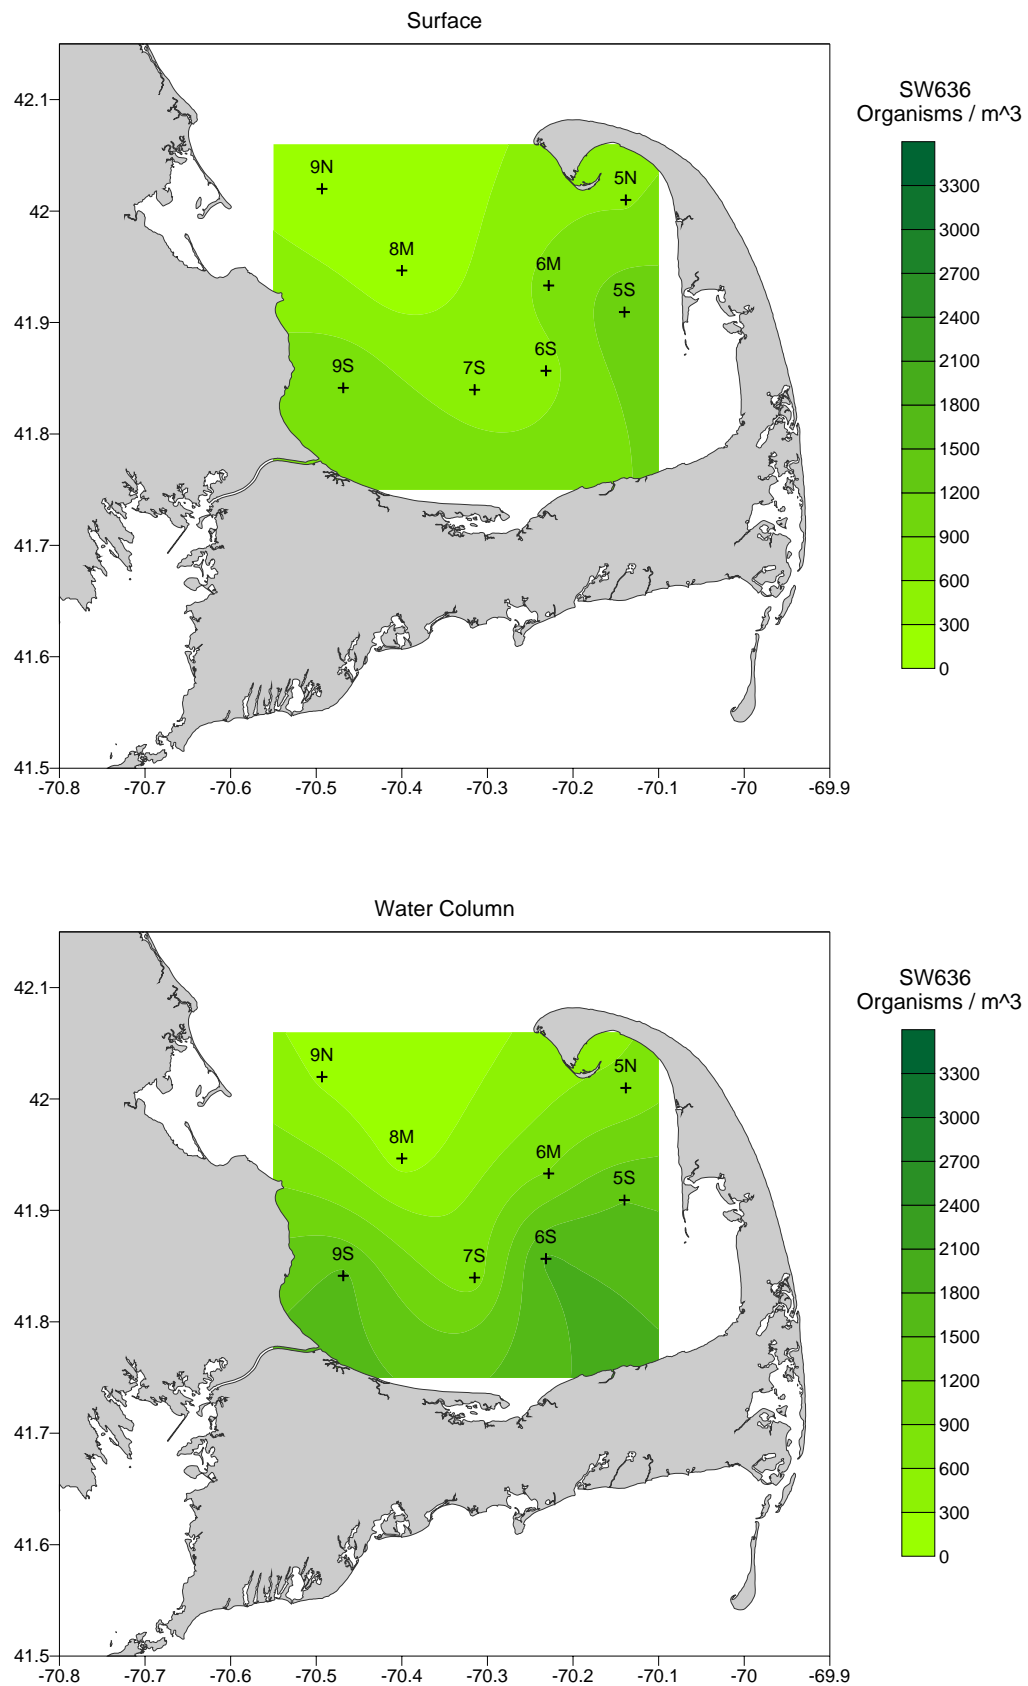 Surface
SW636
Organisms / m^3
42.1
42
41.9
41.8
41.7
41.6
41.5
-70.8 -70.7 -70.6 -70.5 -70.4 -70.3 -70.2 -70.1 -70 -69.9
9N
5N
8M
6M
5S
6S
9S
7S
3300
3000
2700
2400
2100
1800
1500
1200
900
600
300
0
Water Column
SW636
Organisms / m^3
42.1
42
41.9
41.8
41.7
41.6
41.5
-70.8 -70.7 -70.6 -70.5 -70.4 -70.3 -70.2 -70.1 -70 -69.9
9N
5N
8M
6M
5S
6S
9S
7S
3300
3000
2700
2400
2100
1800
1500
1200
900
600
300
0